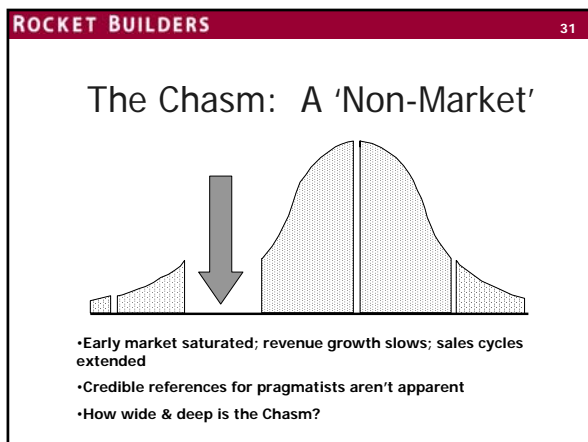 ROCKET BUILDERS 31
The Chasm: A 'Non-Market'
•Early market saturated; revenue growth slows; sales cycles
extended
•Credible references for pragmatists aren't apparent
•How wide & deep is the Chasm?